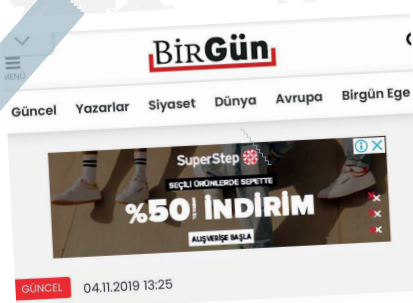 BirGün
MENÜ
Güncel Yazarlar Siyaset Dünya Avrupa Birgün Ege
SuperStep
SEÇİLİ ÜRÜNLERDE SEPETTE
%50! İNDİRİM
ALIŞVERİŞE BAŞLA
GÜNCEL 04.11.2019 13:25